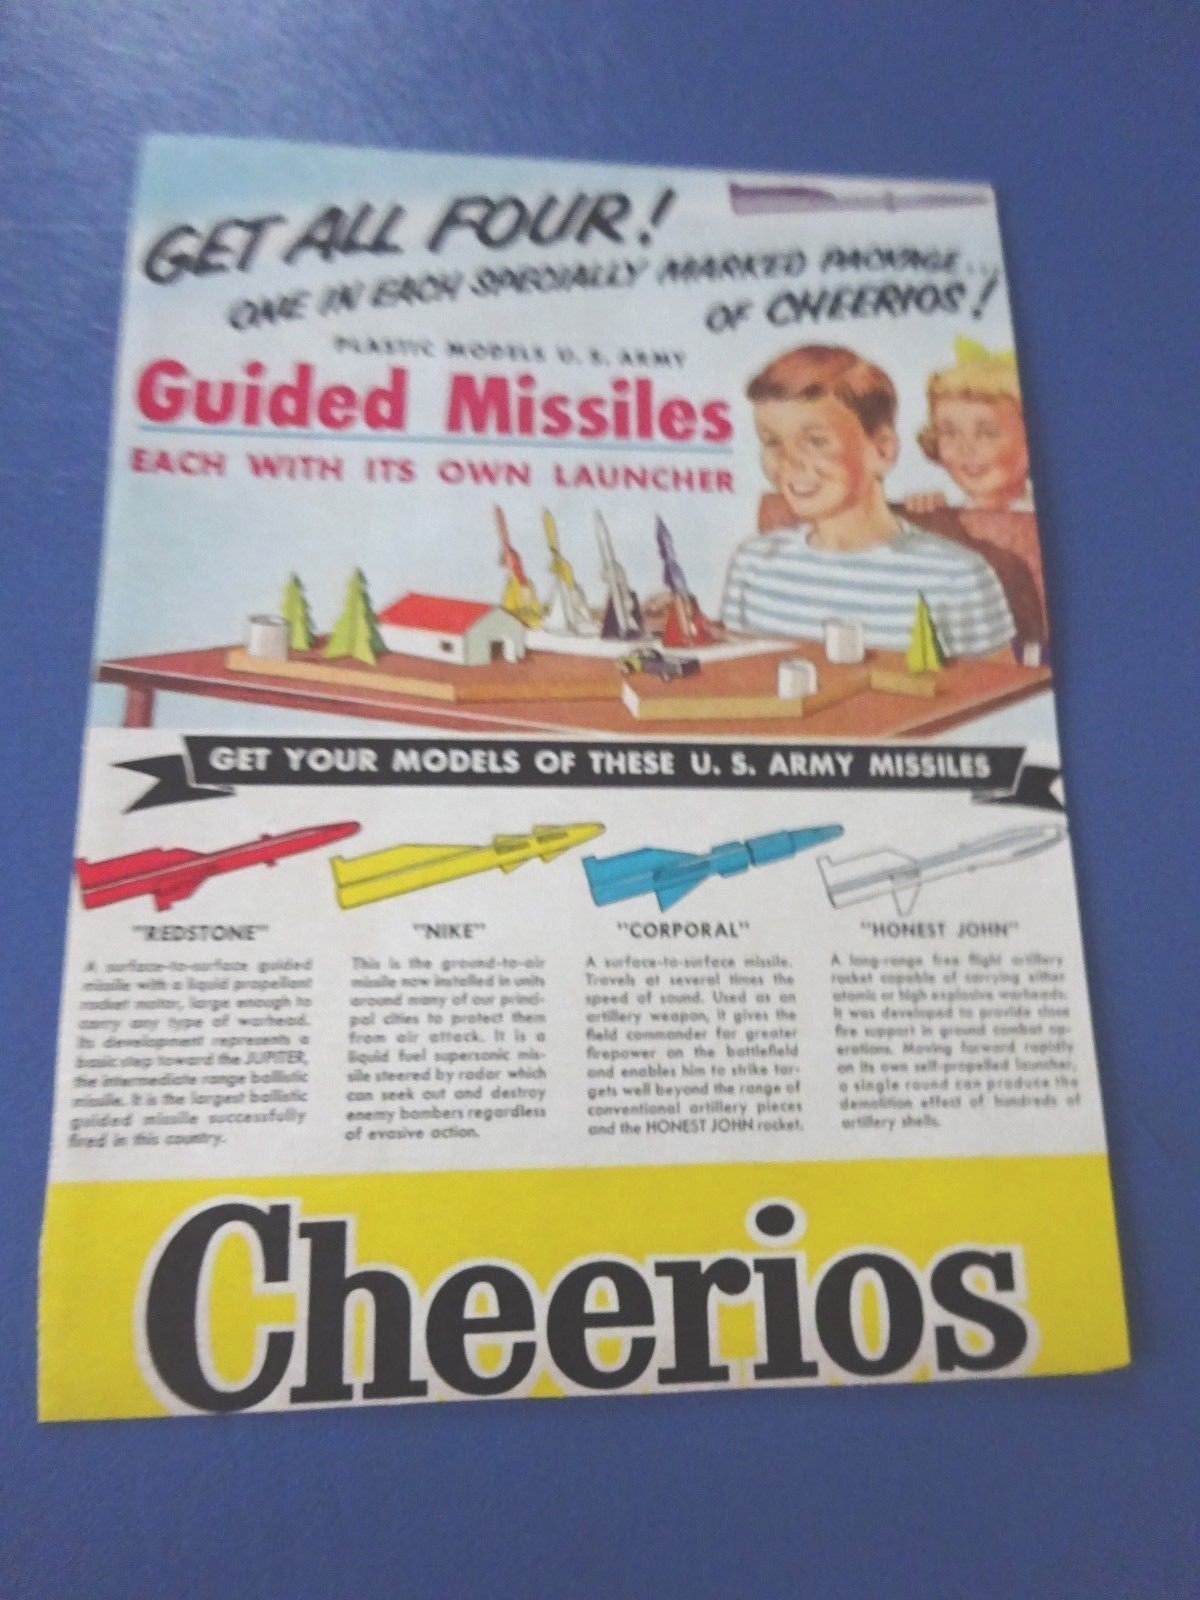 GET ALL FOUR!
ONE IN EACH SPECIALLY MARKED PACKAGE...
OF CHEERIOS!
PLASTIC MODELS U. S. ARMY
Guided Missiles
EACH WITH ITS OWN LAUNCHER
GET YOUR MODELS OF THESE U. S. ARMY MISSILES
"REDSTONE"
A surface-to-surface guided
missile with a liquid propellant
rocket motor, large enough to
carry any type of warhead.
Its development represents a
basic step toward the JUPITER,
the intermediate range ballistic
missile. It is the largest ballistic
guided missile successfully
fired in this country.
"NIKE"
This is the ground-to-air
missile now installed in units
around many of our princi-
pal cities to protect them
from air attack. It is a
liquid fuel supersonic mis-
sile steered by radar which
can seek out and destroy
enemy bombers regardless
of evasive action.
"CORPORAL"
A surface-to-surface missile.
Travels at several times the
speed of sound. Used as an
artillery weapon, it gives the
field commander far greater
firepower on the battlefield
and enables him to strike tar-
gets well beyond the range of
conventional artillery pieces
and the HONEST JOHN rocket.
"HONEST JOHN"
A long-range free flight artillery
rocket capable of carrying either
atomic or high explosive warheads.
It was developed to provide close
fire support in ground combat op-
erations. Moving forward rapidly
on its own self-propelled launcher,
a single round can produce the
demolition effect of hundreds of
artillery shells.
Cheerios